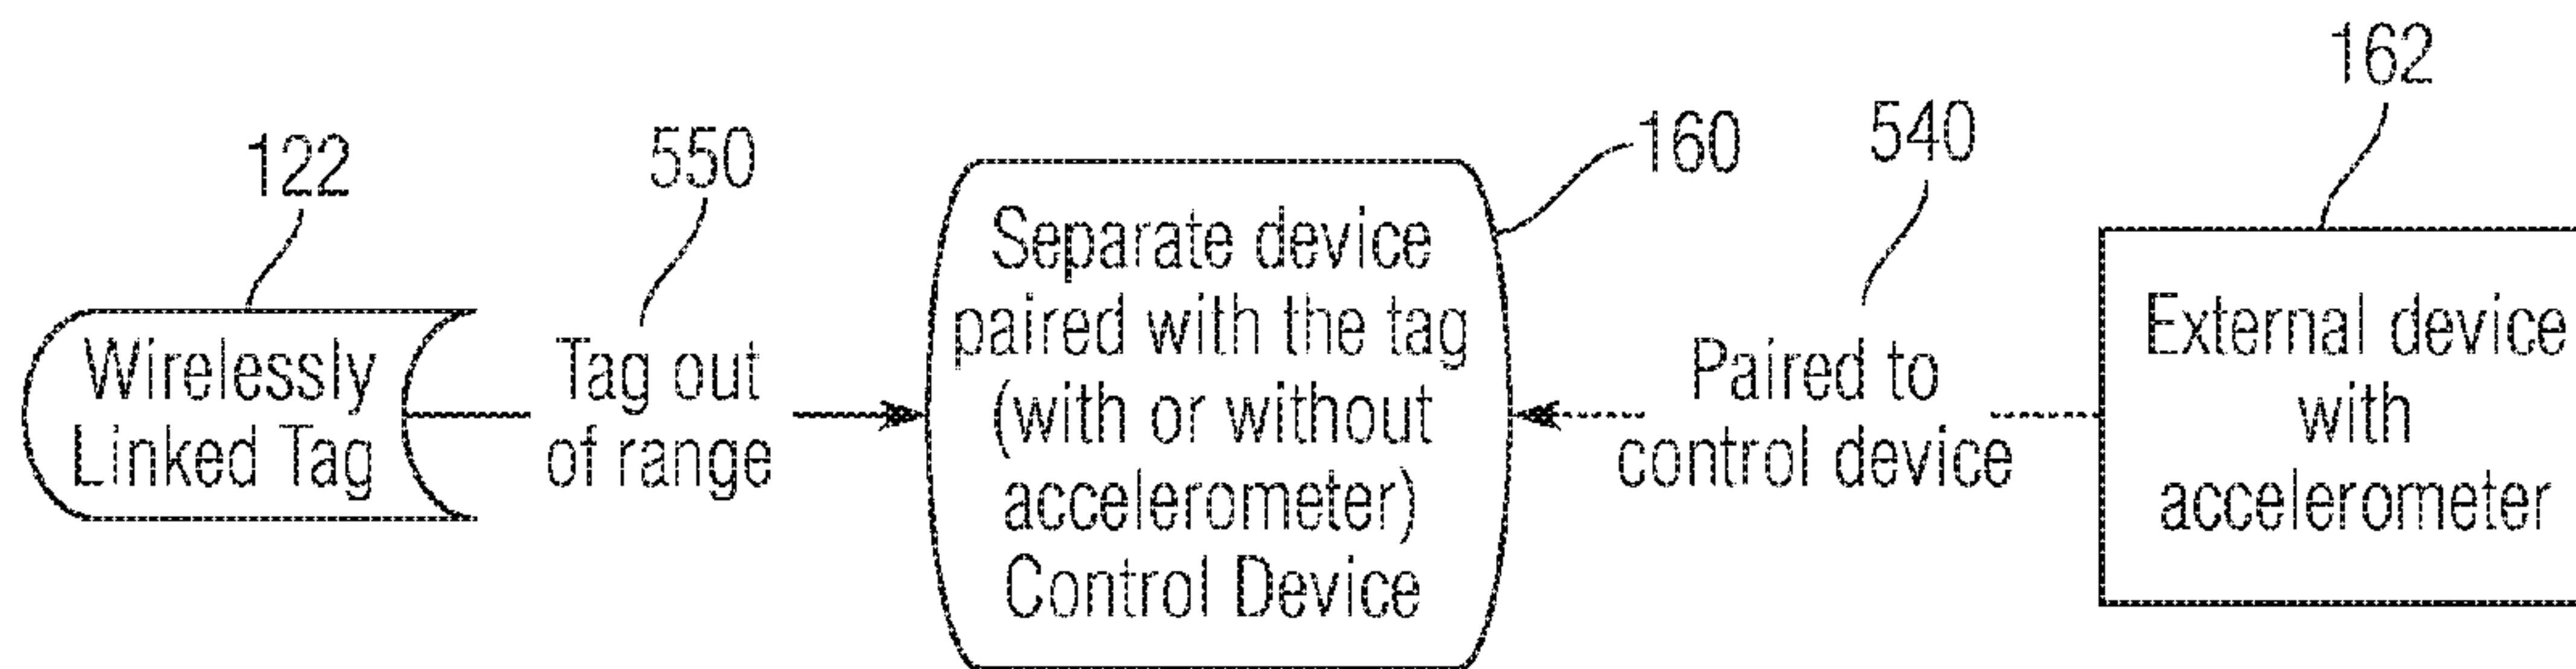 122
Wirelessly
Linked Tag
550
Tag out
of range
160
Separate device
paired with the tag
(with or without
accelerometer)
Control Device
540
Paired to
control device
162
External device
with
accelerometer